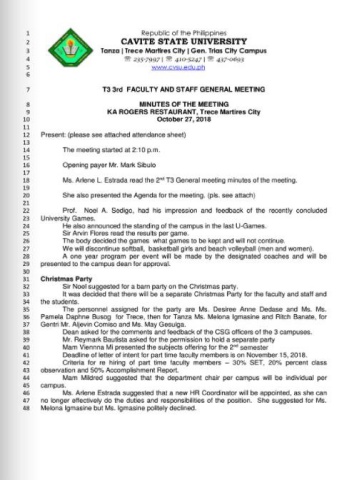 1 Republic of the Philippines
2 CAVITE STATE UNIVERSITY
3 Tanza | Trece Martires City | Gen. Trias City Campus
4 ☏ 235-7997 | ☏ 410-5247 | ☏ 437-0693
5 www.cvsu.edu.ph
6
7 T3 3rd FACULTY AND STAFF GENERAL MEETING
8 MINUTES OF THE MEETING
9 KA ROGERS RESTAURANT, Trece Martires City
10 October 27, 2018
11
12 Present: (please see attached attendance sheet)
13
14 The meeting started at 2:10 p.m.
15
16 Opening payer Mr. Mark Sibulo
17
18 Ms. Arlene L. Estrada read the 2nd T3 General meeting minutes of the meeting.
19
20 She also presented the Agenda for the meeting. (pls. see attach)
21
22 Prof. Noel A. Sedigo, had his impression and feedback of the recently concluded
23 University Games.
24 He also announced the standing of the campus in the last U-Games.
25 Sir Arvin Flores read the results per game.
26 The body decided the games what games to be kept and will not continue.
27 We will discontinue softball, basketball girls and beach volleyball (men and women).
28 A one year program per event will be made by the designated coaches and will be
29 presented to the campus dean for approval.
30
31 Christmas Party
32 Sir Noel suggested for a barn party on the Christmas party.
33 It was decided that there will be a separate Christmas Party for the faculty and staff and
34 the students.
35 The personnel assigned for the party are Ms. Desiree Anne Dedase and Ms. Ms.
36 Pamela Daphne Busog for Trece, then for Tanza Ms. Melona Igmasine and Ritch Banate, for
37 Gentri Mr. Aljevin Comiso and Ms. May Gesulga.
38 Dean asked for the comments and feedback of the CSG officers of the 3 campuses.
39 Mr. Reymark Bautista asked for the permission to hold a separate party
40 Mam Vienna Mi presented the subjects offering for the 2nd semester
41 Deadline of letter of intent for part time faculty members is on November 15, 2018.
42 Criteria for re hiring of part time faculty members – 30% SET, 20% percent class
43 observation and 50% Accomplishment Report.
44 Mam Mildred suggested that the department chair per campus will be individual per
45 campus.
46 Ms. Arlene Estrada suggested that a new HR Coordinator will be appointed, as she can
47 no longer effectively do the duties and responsibilities of the position. She suggested for Ms.
48 Melona Igmasine but Ms. Igmasine politely declined.